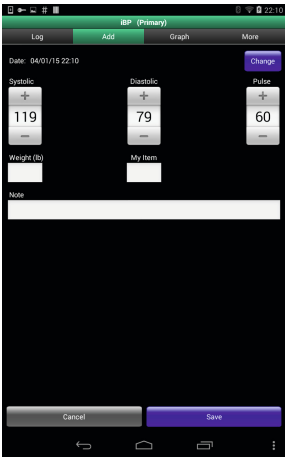 22:10
iBP (Primary)
Log Add Graph More
Date: 04/01/15 22:10
Change
Systolic Diastolic Pulse
+ + +
119 79 60
− − −
Weight (lb) My Item
Note
Cancel Save